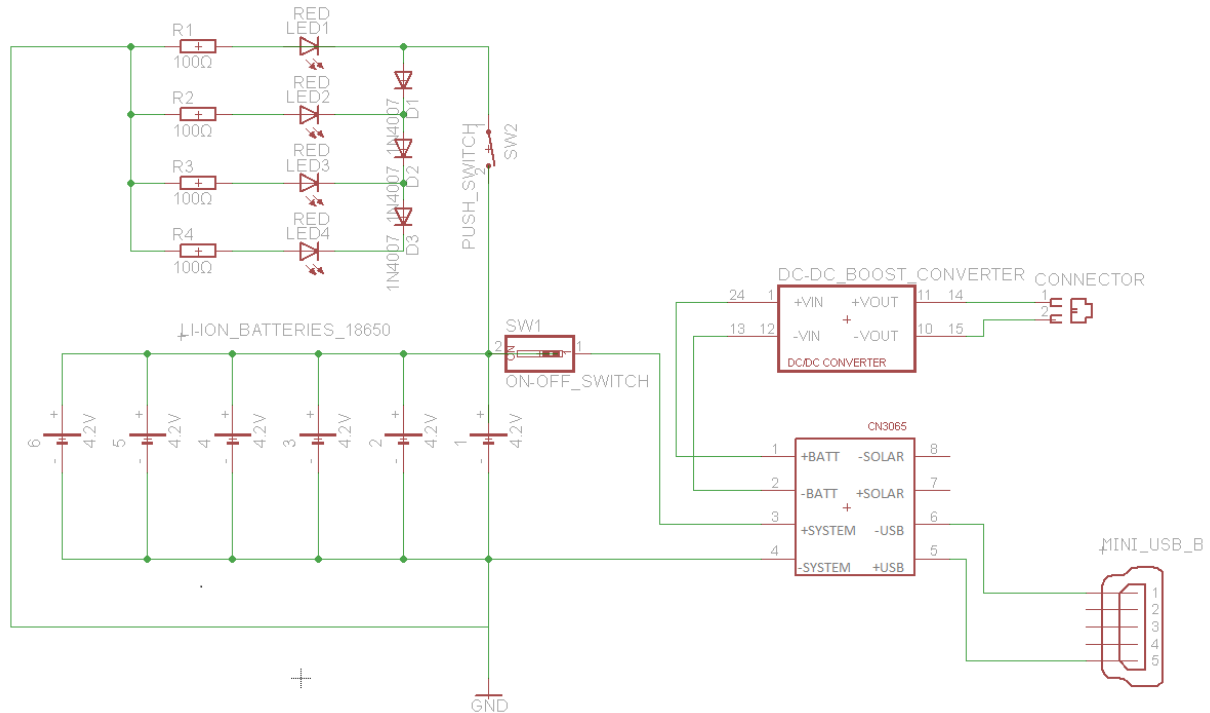 RED
R1 LED1
100Ω
RED
R2 LED2
100Ω
RED
R3 LED3
100Ω
RED
R4 LED4
100Ω
1N4007 D1
1N4007 D2
1N4007 D3
PUSH_SWITCH 1 2 SW2
LI-ION_BATTERIES_18650
SW1
2 ON 1 1
ON-OFF_SWITCH
+ + + + + +
6 4.2V 5 4.2V 4 4.2V 3 4.2V 2 4.2V 1 4.2V
- - - - - -
GND
DC-DC_BOOST_CONVERTER CONNECTOR
24 1 +VIN +VOUT 11 14 1
13 12 -VIN -VOUT 10 15 2
DC/DC CONVERTER
CN3065
1 +BATT -SOLAR 8
2 -BATT +SOLAR 7
3 +SYSTEM -USB 6
4 -SYSTEM +USB 5
MINI_USB_B
1
2
3
4
5